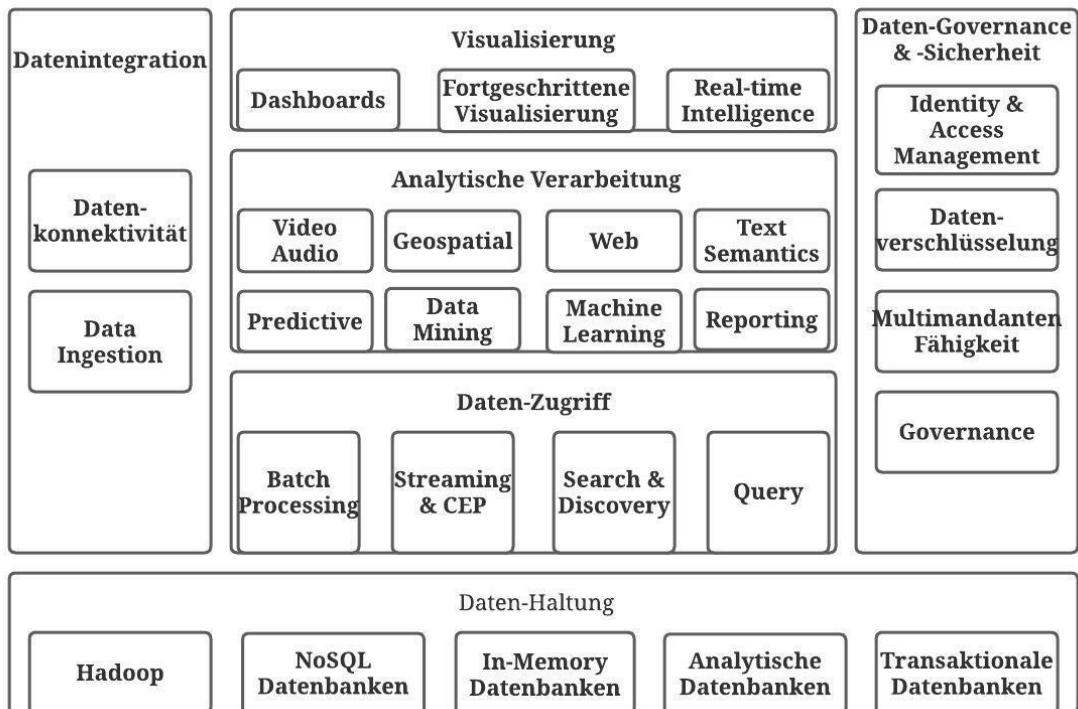 Datenintegration
Daten-
konnektivität
Data
Ingestion
Visualisierung
Dashboards
Fortgeschrittene
Visualisierung
Real-time
Intelligence
Analytische Verarbeitung
Video
Audio
Geospatial
Web
Text
Semantics
Predictive
Data
Mining
Machine
Learning
Reporting
Daten-Zugriff
Batch
Processing
Streaming
& CEP
Search &
Discovery
Query
Daten-Governance
& -Sicherheit
Identity &
Access
Management
Daten-
verschlüsselung
Multimandanten
Fähigkeit
Governance
Daten-Haltung
Hadoop
NoSQL
Datenbanken
In-Memory
Datenbanken
Analytische
Datenbanken
Transaktionale
Datenbanken